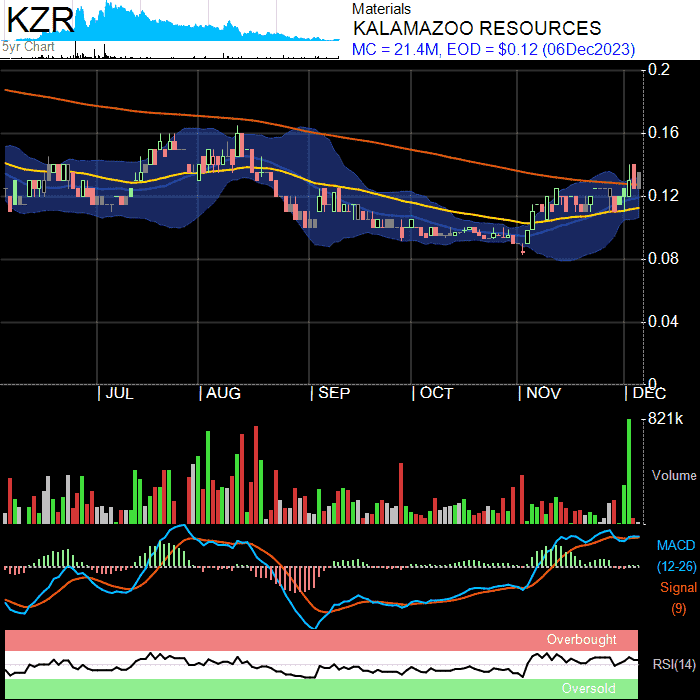 KZR
5yr Chart
Materials
KALAMAZOO RESOURCES
MC = 21.4M, EOD = $0.12 (06Dec2023)
0.2
0.16
0.12
0.08
0.04
0
| JUL | AUG | SEP | OCT | NOV | DEC
821k
Volume
MACD
(12-26)
Signal
(9)
Overbought
RSI(14)
Oversold